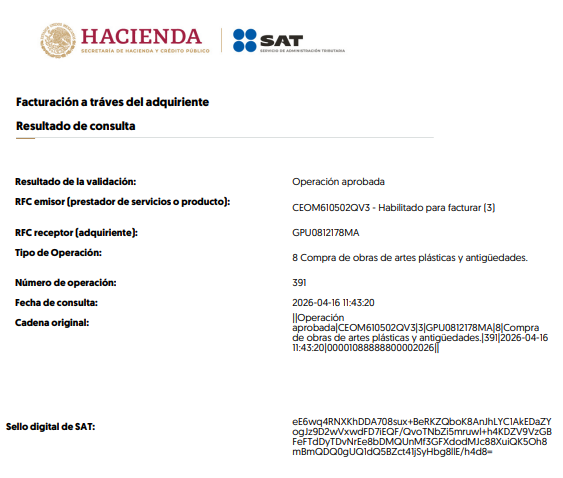 HACIENDA
SECRETARÍA DE HACIENDA Y CRÉDITO PÚBLICO
SAT
SERVICIO DE ADMINISTRACIÓN TRIBUTARIA
Facturación a tráves del adquiriente
Resultado de consulta
Resultado de la validación: Operación aprobada
RFC emisor (prestador de servicios o producto): CEOM610502QV3 - Habilitado para facturar (3)
RFC receptor (adquiriente): GPU0812178MA
Tipo de Operación: 8 Compra de obras de artes plásticas y antigüedades.
Número de operación: 391
Fecha de consulta: 2026-04-16 11:43:20
Cadena original: ||Operación
aprobada|CEOM610502QV3|3|GPU0812178MA|8|Compra
de obras de artes plásticas y antigüedades.|391|2026-04-16
11:43:20|00001088888800002026||
Sello digital de SAT: eE6wq4RNXKhDDA708sux+BeRKZQboK8AnJhLYC1AkEDaZY
ogJz9D2wVxwdFD7iEQF/QvoTNbZi5mruwI+h4KDZV9VzGB
FeFTdDyTDvNrEe8bDMQUnMf3GFXdodMJc88XuiQK5Oh8
mBmQDQ0gUQ1dQ5BZct41jSyHbg8llE/h4d8=